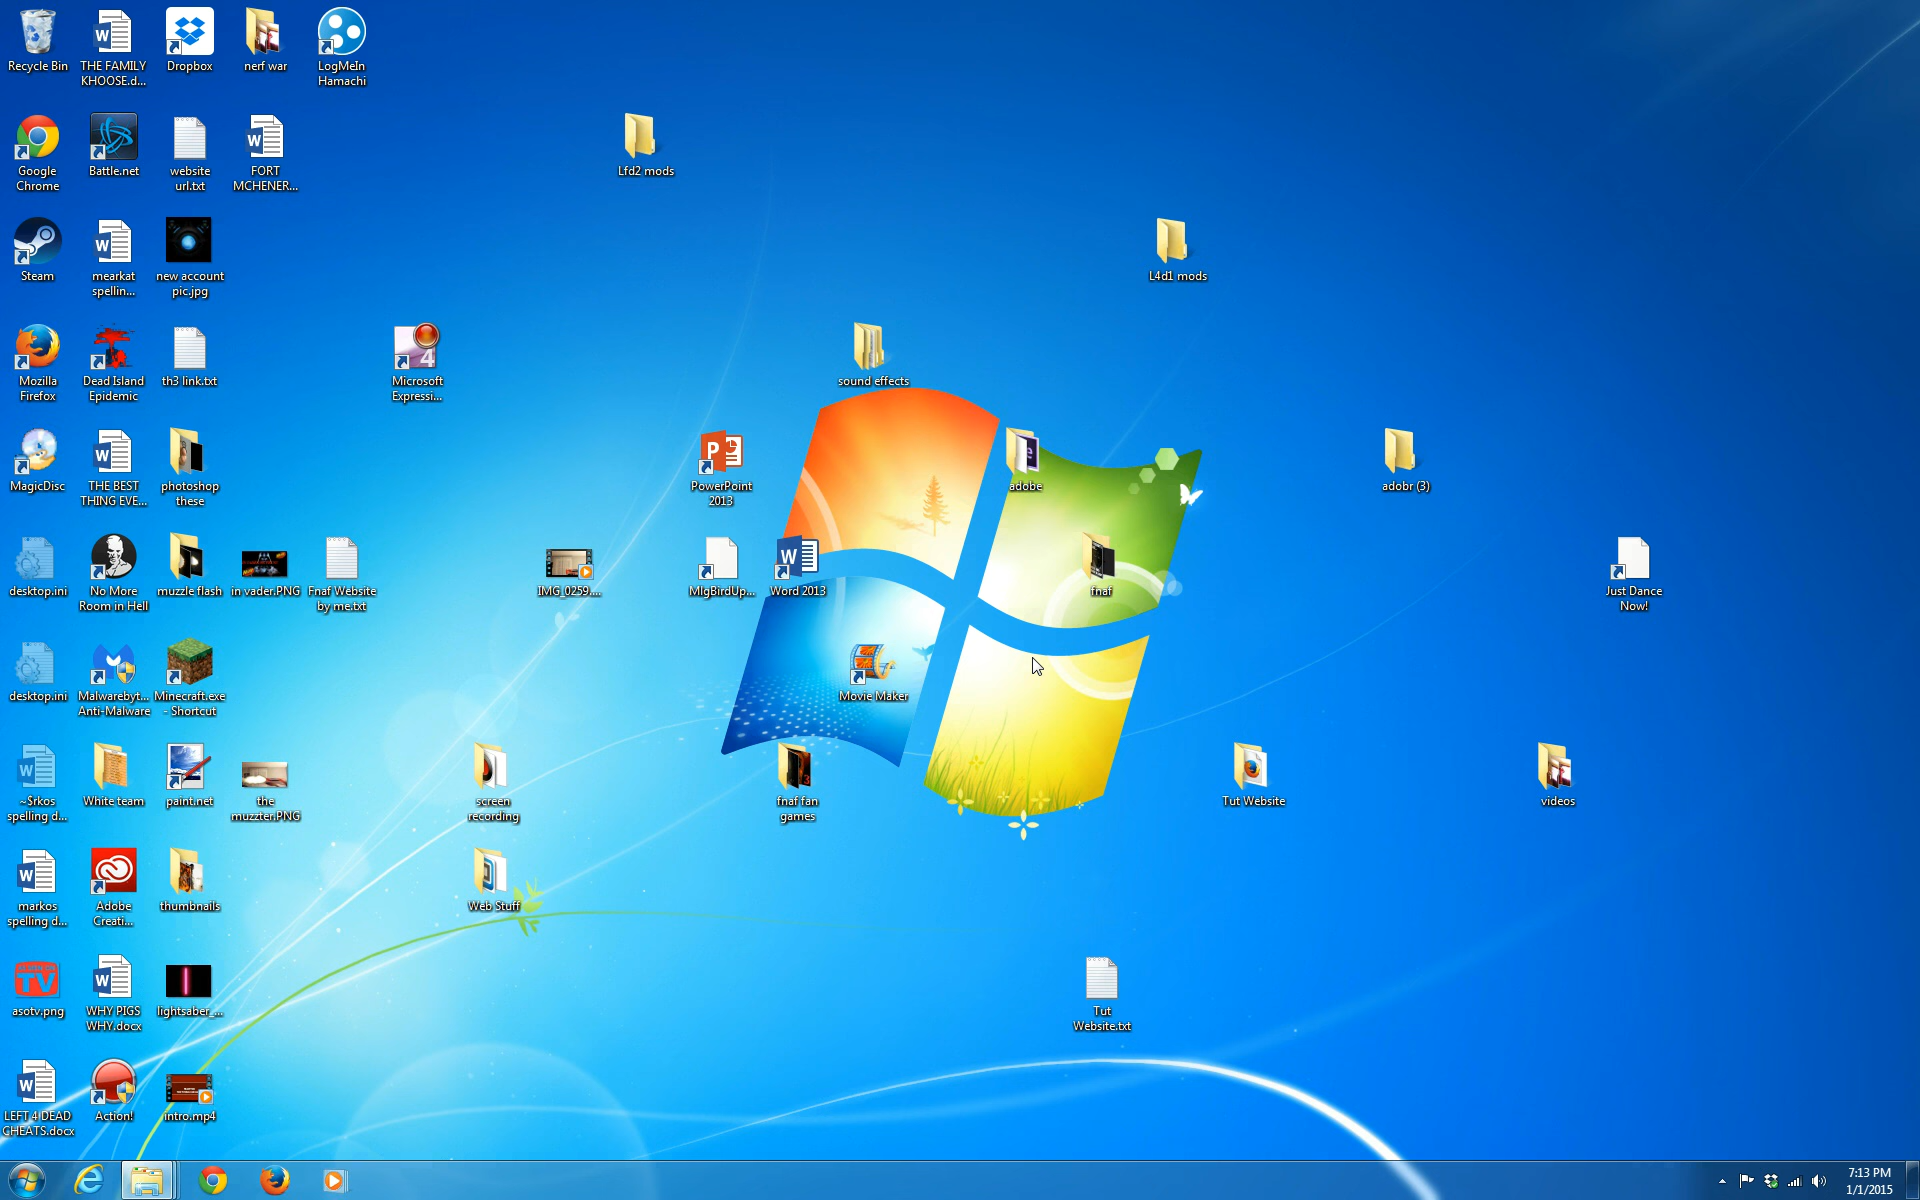 Recycle Bin
THE FAMILY
KHOOSE.d...
Dropbox
nerf war
LogMeIn
Hamachi
Google
Chrome
Battle.net
website
url.txt
FORT
MCHENER...
Lfd2 mods
Steam
mearkat
spellin...
new account
pic.jpg
L4d1 mods
Mozilla
Firefox
Dead Island
Epidemic
th3 link.txt
4
Microsoft
Expressi...
sound effects
MagicDisc
THE BEST
THING EVE...
photoshop
these
PowerPoint
2013
adobe
adobr (3)
desktop.ini
No More
Room in Hell
muzzle flash
in vader.PNG
Fnaf Website
by me.txt
IMG_0259....
MlgBirdUp...
Word 2013
fnaf
Just Dance
Now!
desktop.ini
Malwarebyt...
Anti-Malware
Minecraft.exe
- Shortcut
Movie Maker
~$rkos
spelling d...
White team
paint.net
the
muzzter.PNG
screen
recording
fnaf fan
games
Tut Website
videos
markos
spelling d...
Adobe
Creati...
thumbnails
Web Stuff
TV
asotv.png
WHY PIGS
WHY.docx
lightsaber_...
Tut
Website.txt
LEFT 4 DEAD
CHEATS.docx
Action!
intro.mp4
7:13 PM
1/1/2015